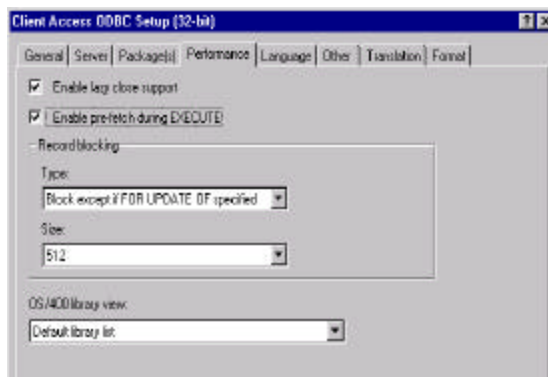 Client Access ODBC Setup (32-bit)
General Server Package(s) Performance Language Other Translation Format
Enable lazy close support
Enable pre-fetch during EXECUTE
Record blocking
Type:
Block except if FOR UPDATE OF specified
Size:
512
OS/400 library view:
Default library list